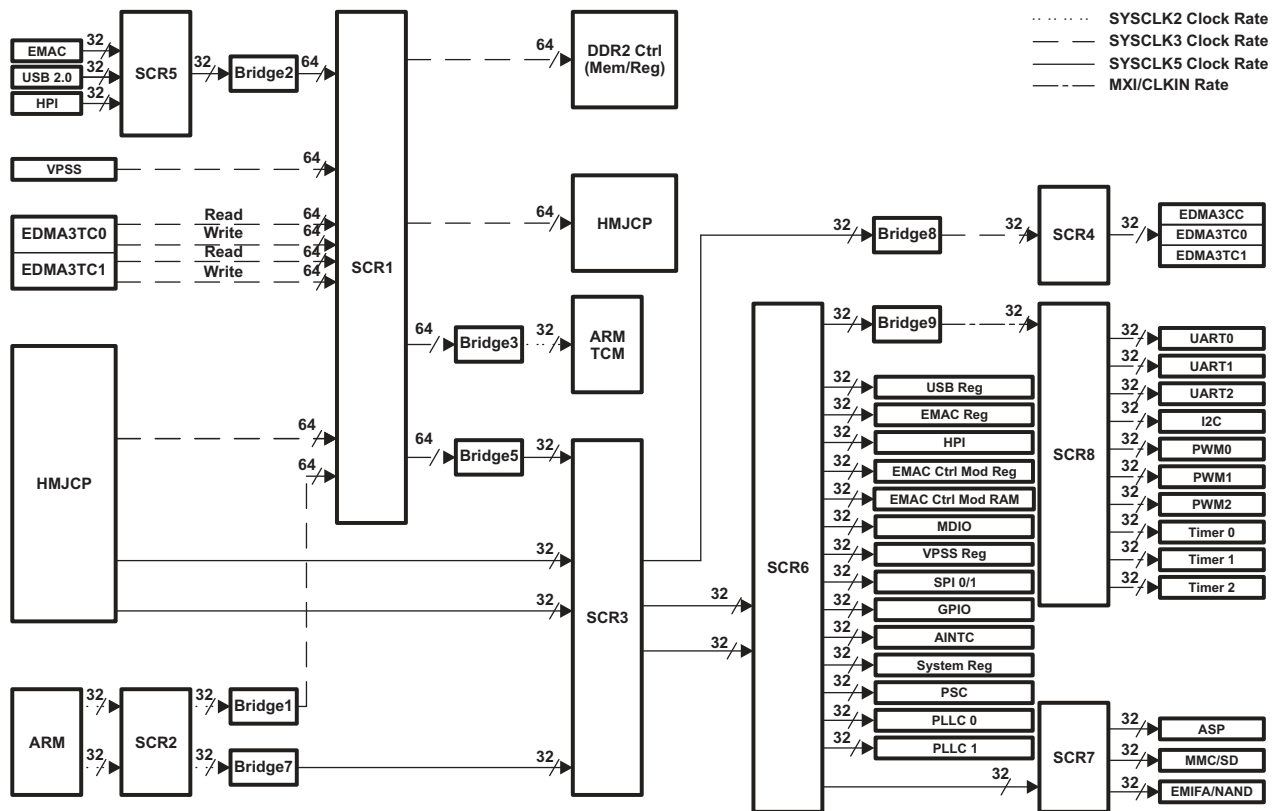 SYSCLK2 Clock Rate
SYSCLK3 Clock Rate
SYSCLK5 Clock Rate
MXI/CLKIN Rate
EMAC
USB 2.0
HPI
32
32
32
SCR5
32
Bridge2
64
VPSS
64
EDMA3TC0
EDMA3TC1
Read
Write
Read
Write
64
64
64
64
HMJCP
64
64
32
32
ARM
32
32
SCR2
32
32
Bridge1
Bridge7
32
SCR1
64
DDR2 Ctrl
(Mem/Reg)
64
HMJCP
64
Bridge3
32
ARM
TCM
64
Bridge5
32
SCR3
32
Bridge8
32
SCR4
32
EDMA3CC
EDMA3TC0
EDMA3TC1
32
32
SCR6
32
Bridge9
32
32
USB Reg
32
EMAC Reg
32
HPI
32
EMAC Ctrl Mod Reg
32
EMAC Ctrl Mod RAM
32
MDIO
32
VPSS Reg
32
SPI 0/1
32
GPIO
32
AINTC
32
System Reg
32
PSC
32
PLLC 0
32
PLLC 1
32
SCR8
32
UART0
32
UART1
32
UART2
32
I2C
32
PWM0
32
PWM1
32
PWM2
32
Timer 0
32
Timer 1
32
Timer 2
SCR7
32
ASP
32
MMC/SD
32
EMIFA/NAND